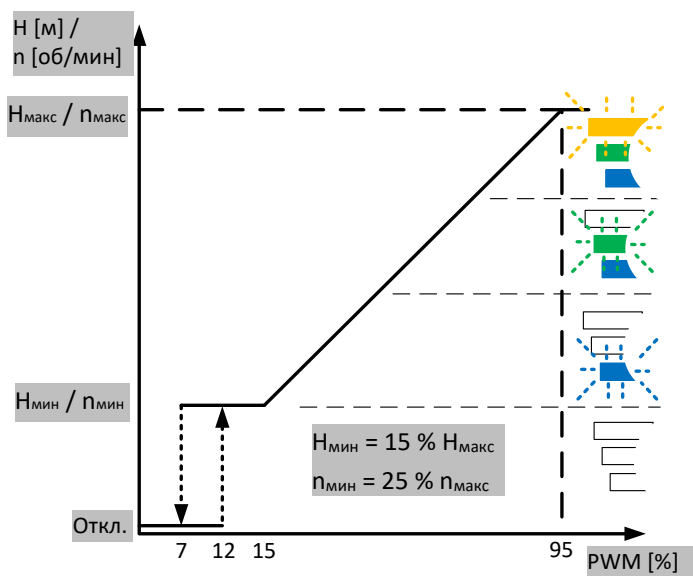 H [м] /
n [об/мин]
Hмакс / nмакс
Hмин / nмин
Hмин = 15 % Hмакс
nмин = 25 % nмакс
Откл.
7 12 15 95
PWM [%]